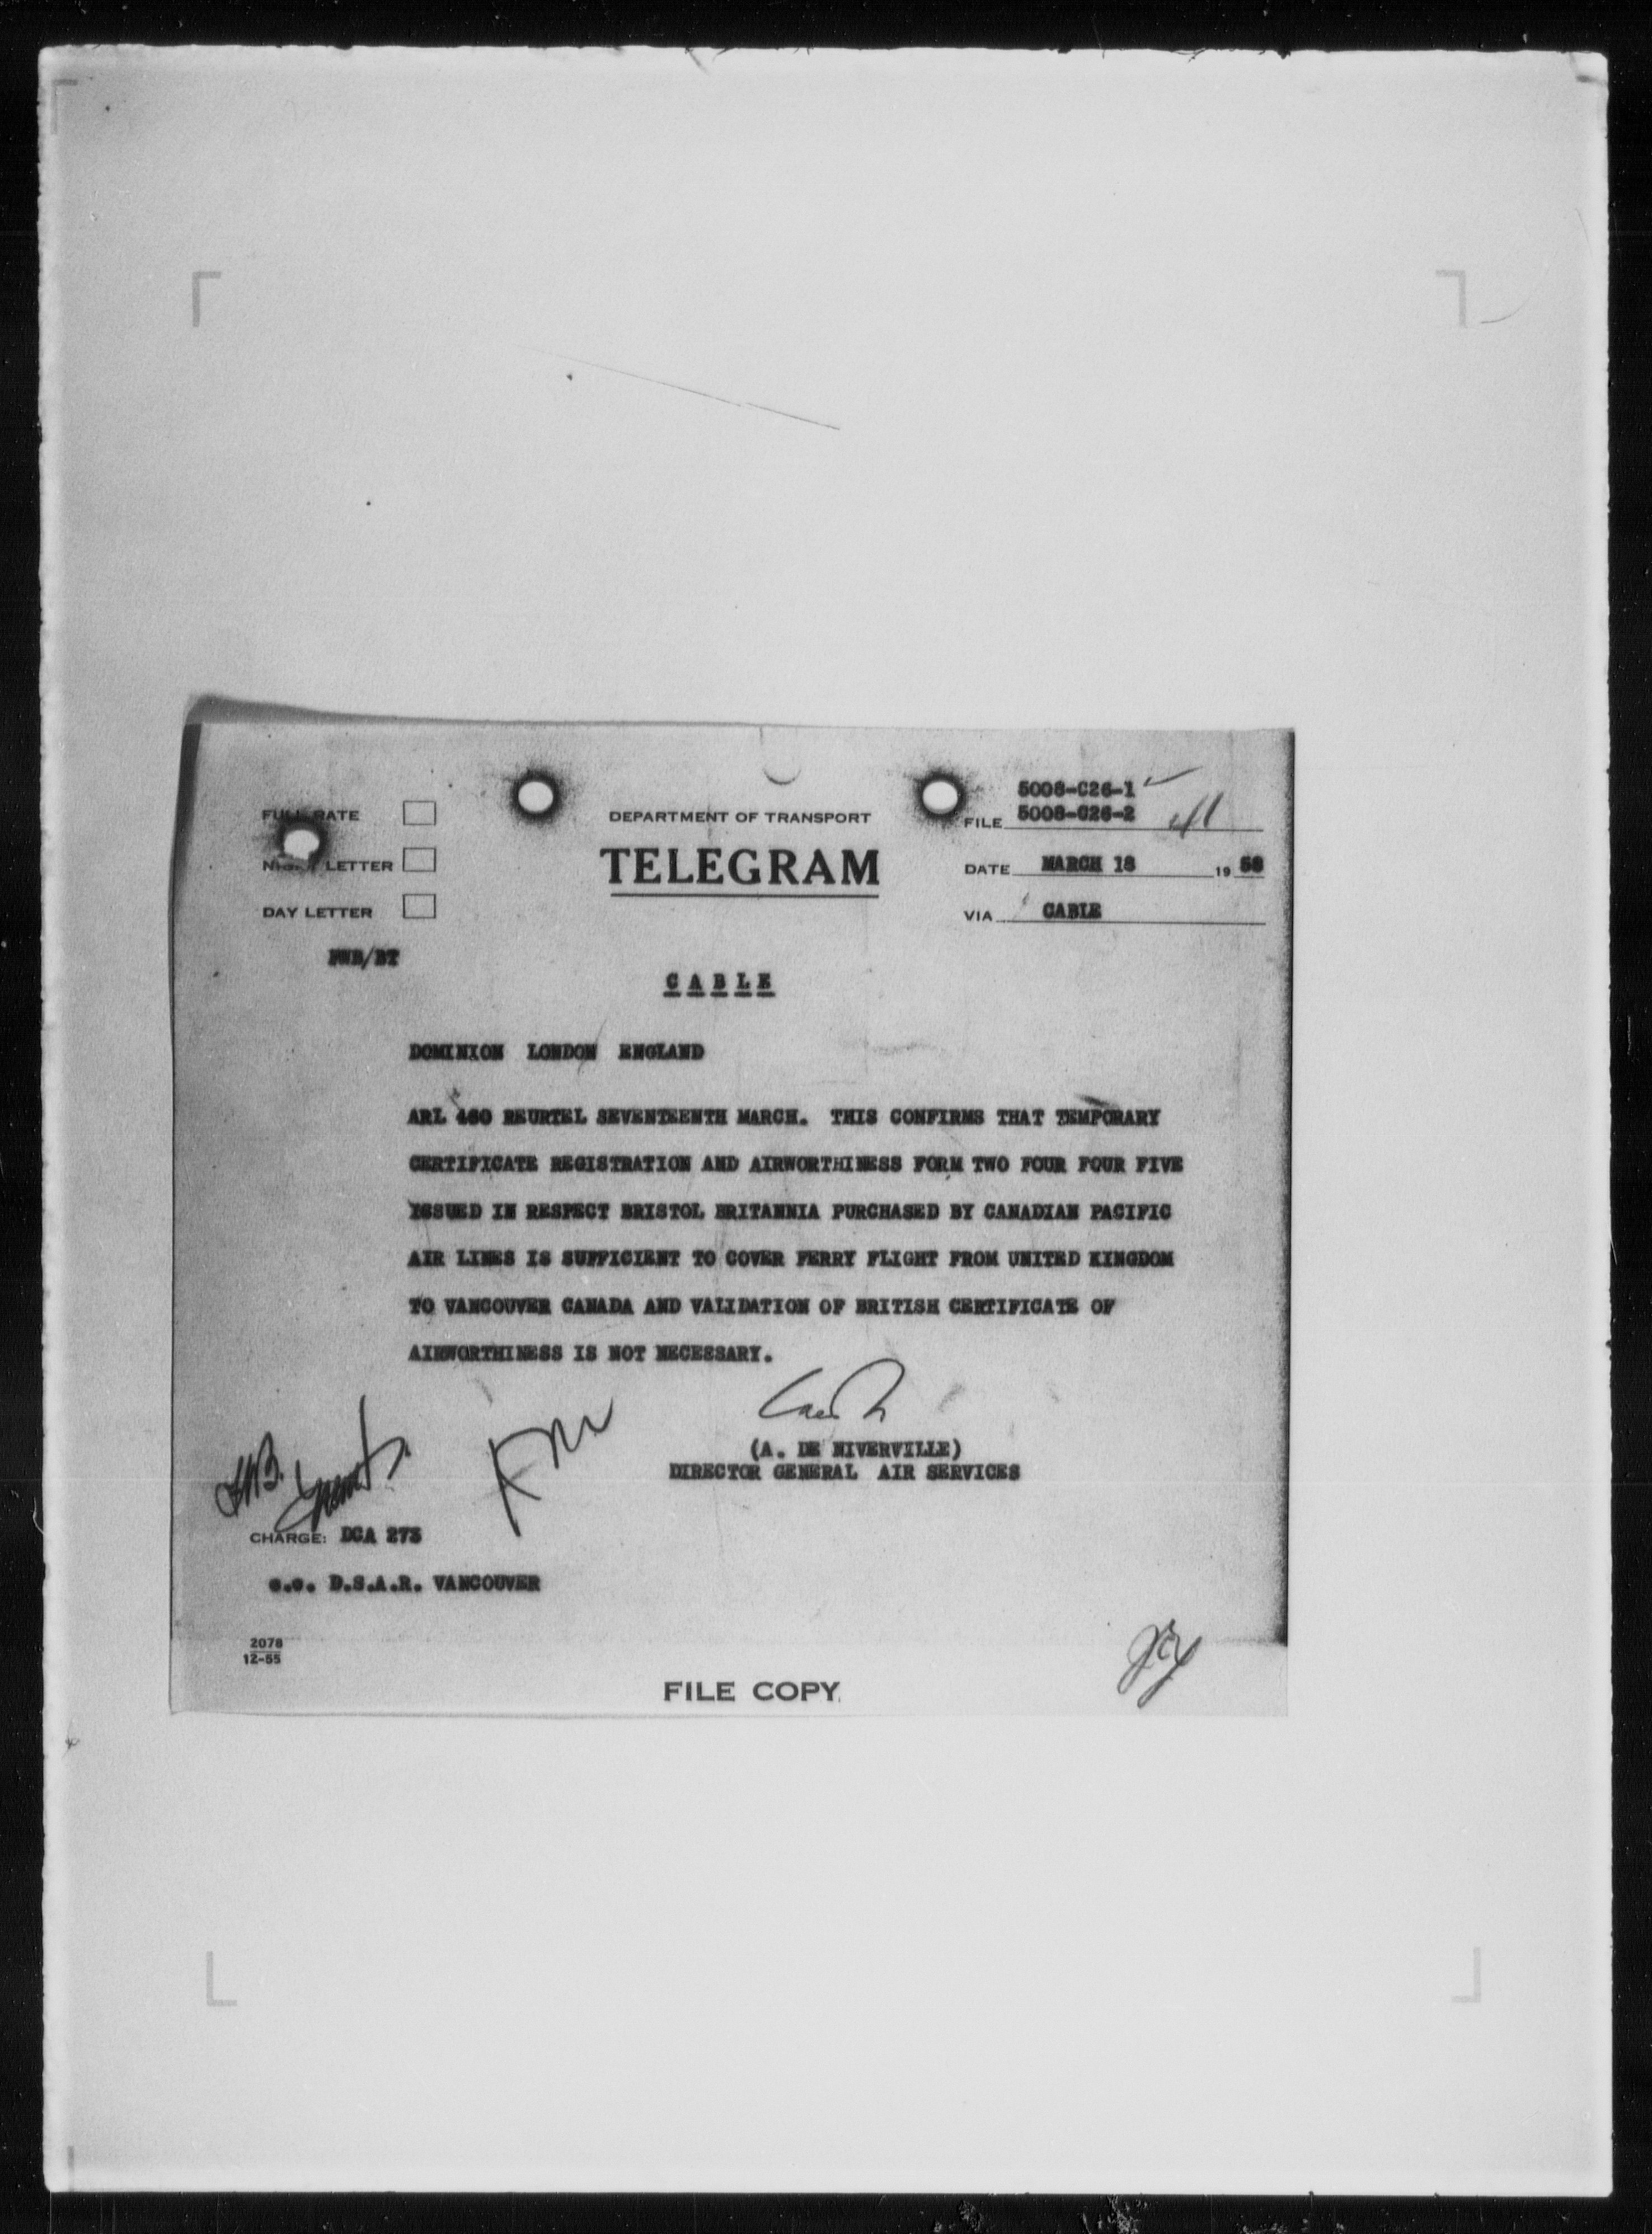 FULL RATE
DEPARTMENT OF TRANSPORT
5008-C26-1
FILE 5008-C26-2
LETTER
TELEGRAM
DATE MARCH 18 1958
DAY LETTER
VIA CABLE
FWB/BT
CABLE
DOMINION LONDON ENGLAND
ARL 460 REURTEL SEVENTEENTH MARCH. THIS CONFIRMS THAT TEMPORARY
CERTIFICATE REGISTRATION AND AIRWORTHINESS FORM TWO FOUR FOUR FIVE
ISSUED IN RESPECT BRISTOL BRITANNIA PURCHASED BY CANADIAN PACIFIC
AIR LINES IS SUFFICIENT TO COVER FERRY FLIGHT FROM UNITED KINGDOM
TO VANCOUVER CANADA AND VALIDATION OF BRITISH CERTIFICATE OF
AIRWORTHINESS IS NOT NECESSARY.
(A. DE NIVERVILLE)
DIRECTOR GENERAL AIR SERVICES
CHARGE: DCA 273
c.c. D.S.A.R. VANCOUVER
2078
12-55
FILE COPY